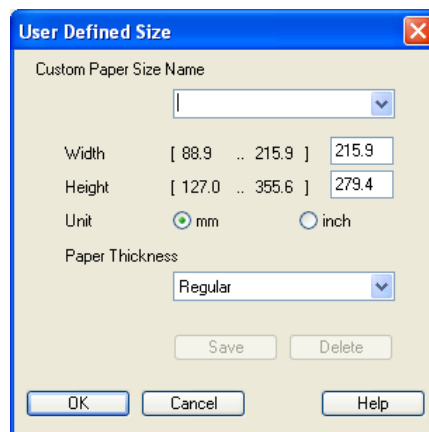 User Defined Size
Custom Paper Size Name
Width [ 88.9 .. 215.9 ] 215.9
Height [ 127.0 .. 355.6 ] 279.4
Unit mm inch
Paper Thickness
Regular
Save Delete
OK Cancel Help